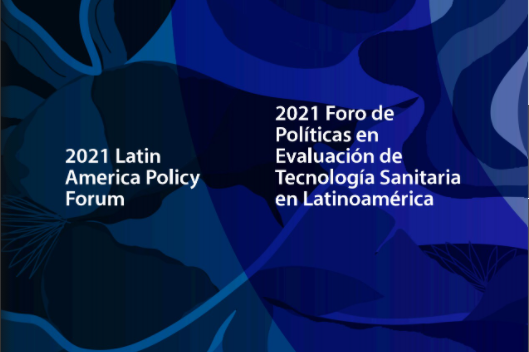 2021 Latin
America Policy
Forum
2021 Foro de
Políticas en
Evaluación de
Tecnología Sanitaria
en Latinoamérica